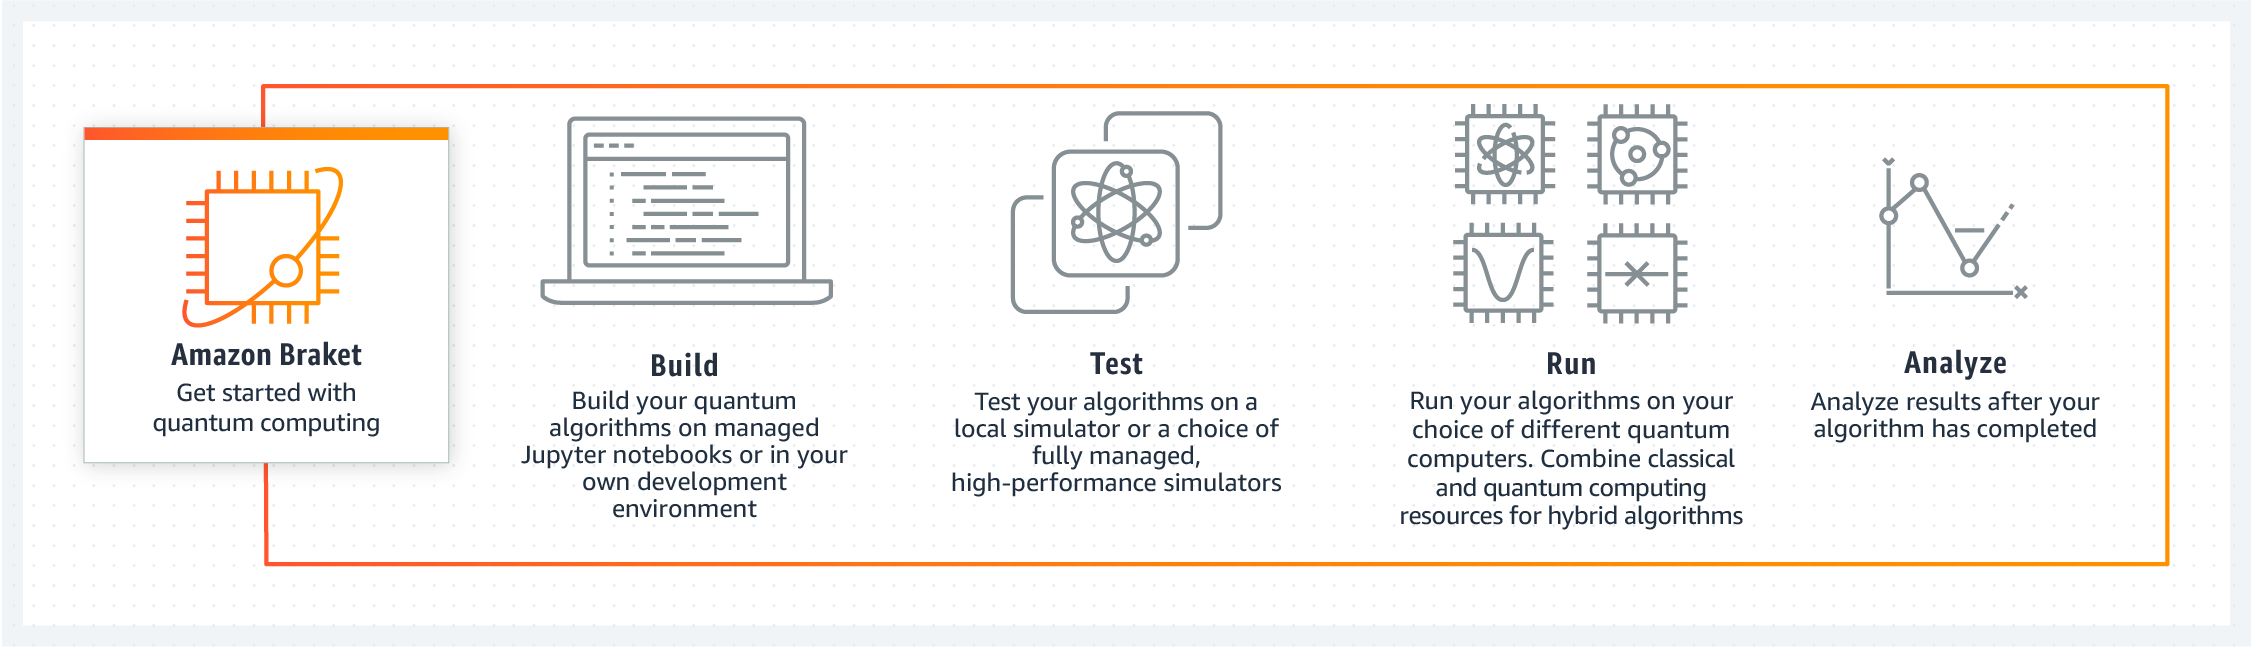 Amazon Braket
Get started with
quantum computing
Build
Build your quantum
algorithms on managed
Jupyter notebooks or in your
own development
environment
Test
Test your algorithms on a
local simulator or a choice of
fully managed,
high-performance simulators
Run
Run your algorithms on your
choice of different quantum
computers. Combine classical
and quantum computing
resources for hybrid algorithms
Analyze
Analyze results after your
algorithm has completed